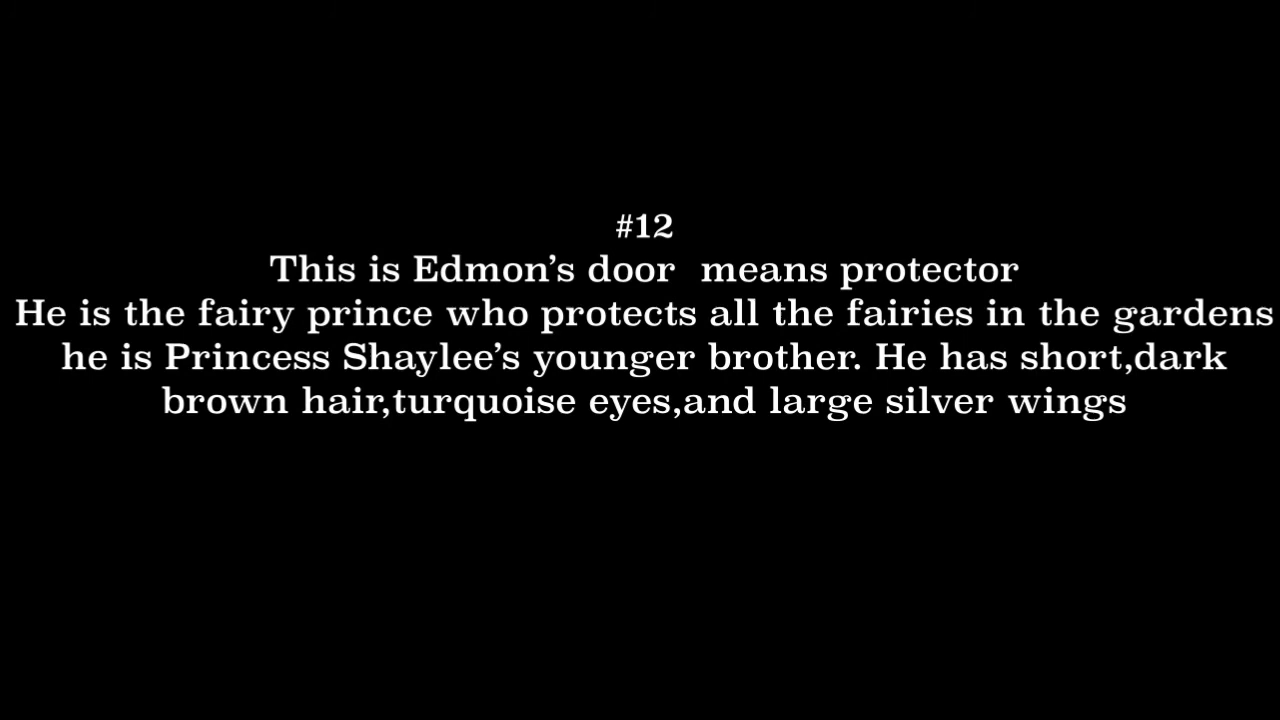 #12
This is Edmon’s door  means protector
He is the fairy prince who protects all the fairies in the gardens
he is Princess Shaylee’s younger brother. He has short,dark
brown hair,turquoise eyes,and large silver wings